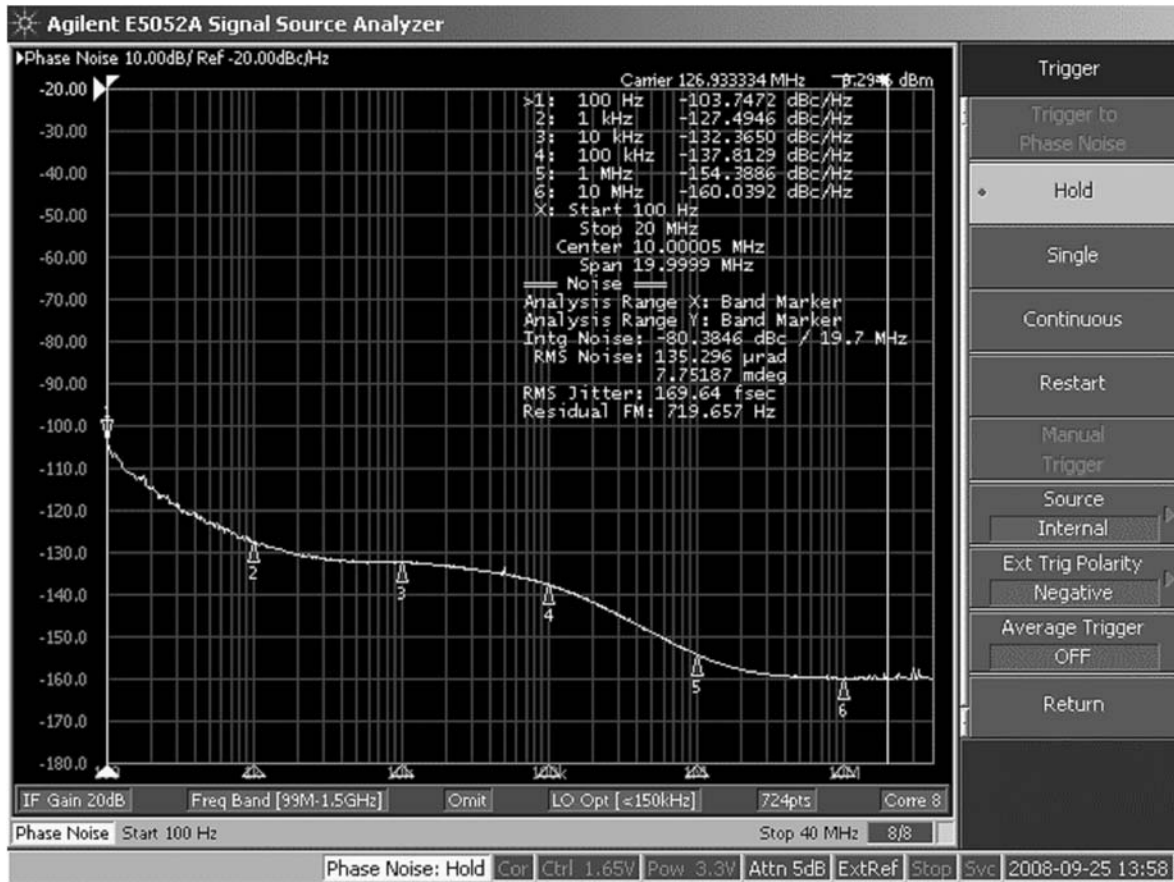 Agilent E5052A Signal Source Analyzer
Phase Noise 10.00dB/ Ref -20.00dBc/Hz
Carrier 126.933334 MHz dBm
>1: 100 Hz -103.7472 dBc/Hz
2: 1 kHz -127.4946 dBc/Hz
3: 10 kHz -132.3650 dBc/Hz
4: 100 kHz -137.8129 dBc/Hz
5: 1 MHz -154.3886 dBc/Hz
6: 10 MHz -160.0392 dBc/Hz
X: Start 100 Hz
Stop 20 MHz
Center 10.00005 MHz
Span 19.9999 MHz
Noise
Analysis Range X: Band Marker
Analysis Range Y: Band Marker
Intg Noise: -80.3846 dBc / 19.7 MHz
RMS Noise: 135.296 µrad
7.75187 mdeg
RMS Jitter: 169.64 fsec
Residual FM: 719.657 Hz
-20.00
-30.00
-40.00
-50.00
-60.00
-70.00
-80.00
-90.00
-100.0
-110.0
-120.0
-130.0
-140.0
-150.0
-160.0
-170.0
-180.0
2
3
4
5
6
100k
10M
IF Gain 20dB
Freq Band [99M-1.5GHz]
Omit
LO Opt [<150kHz]
724pts
Corre 8
Phase Noise Start 100 Hz
Stop 40 MHz 8/8
Trigger
Trigger to
Phase Noise
Hold
Single
Continuous
Restart
Manual
Trigger
Source
Internal
Ext Trig Polarity
Negative
Average Trigger
OFF
Return
Phase Noise: Hold Cor Ctrl 1.65V Pow 3.3V Attn 5dB ExtRef Stop Svc 2008-09-25 13:58